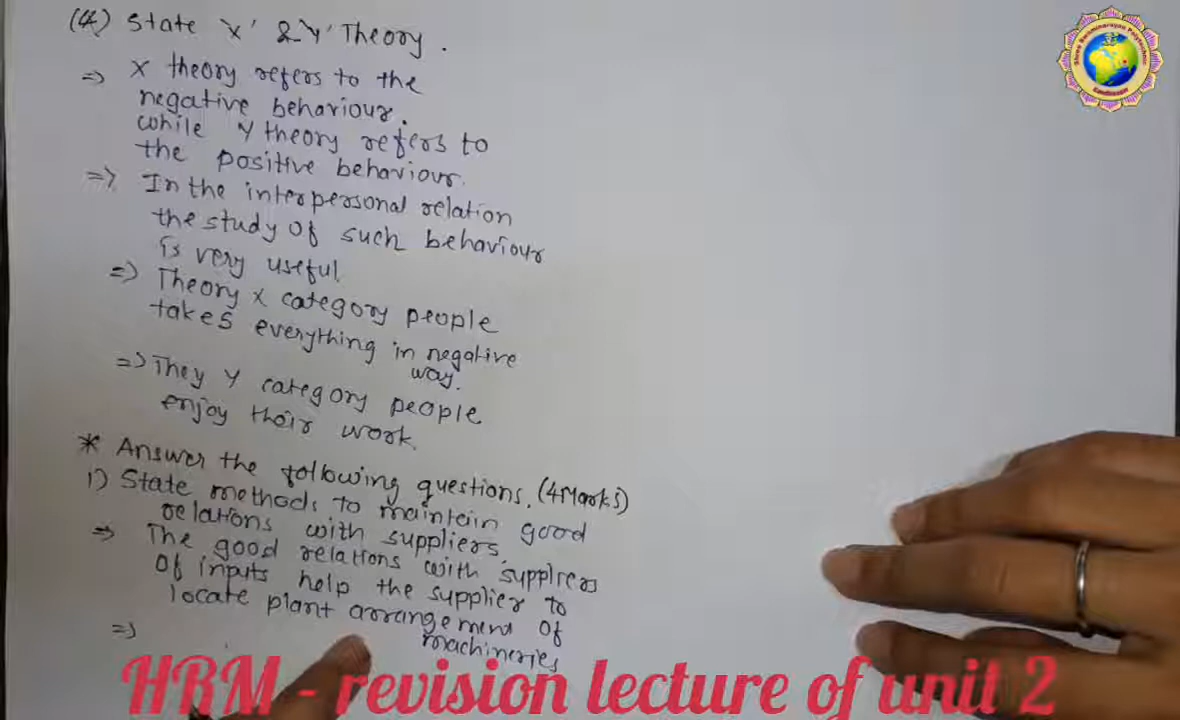 (4) State 'X' & 'Y' Theory.
=> X theory refers to the
negative behaviour.
while Y theory refers to
the positive behaviour.
=> In the interpersonal relation
the study of such behaviour
is very useful.
=> Theory X category people
takes everything in negative
way.
=> They Y category people
enjoy their work.
* Answer the following questions. (4 Marks)
1) State methods to maintain good
relations with suppliers.
=> The good relations with suppliers
of inputs help the supplier to
locate plant arrangement of
machineries
=>
HRM - revision lecture of unit 2